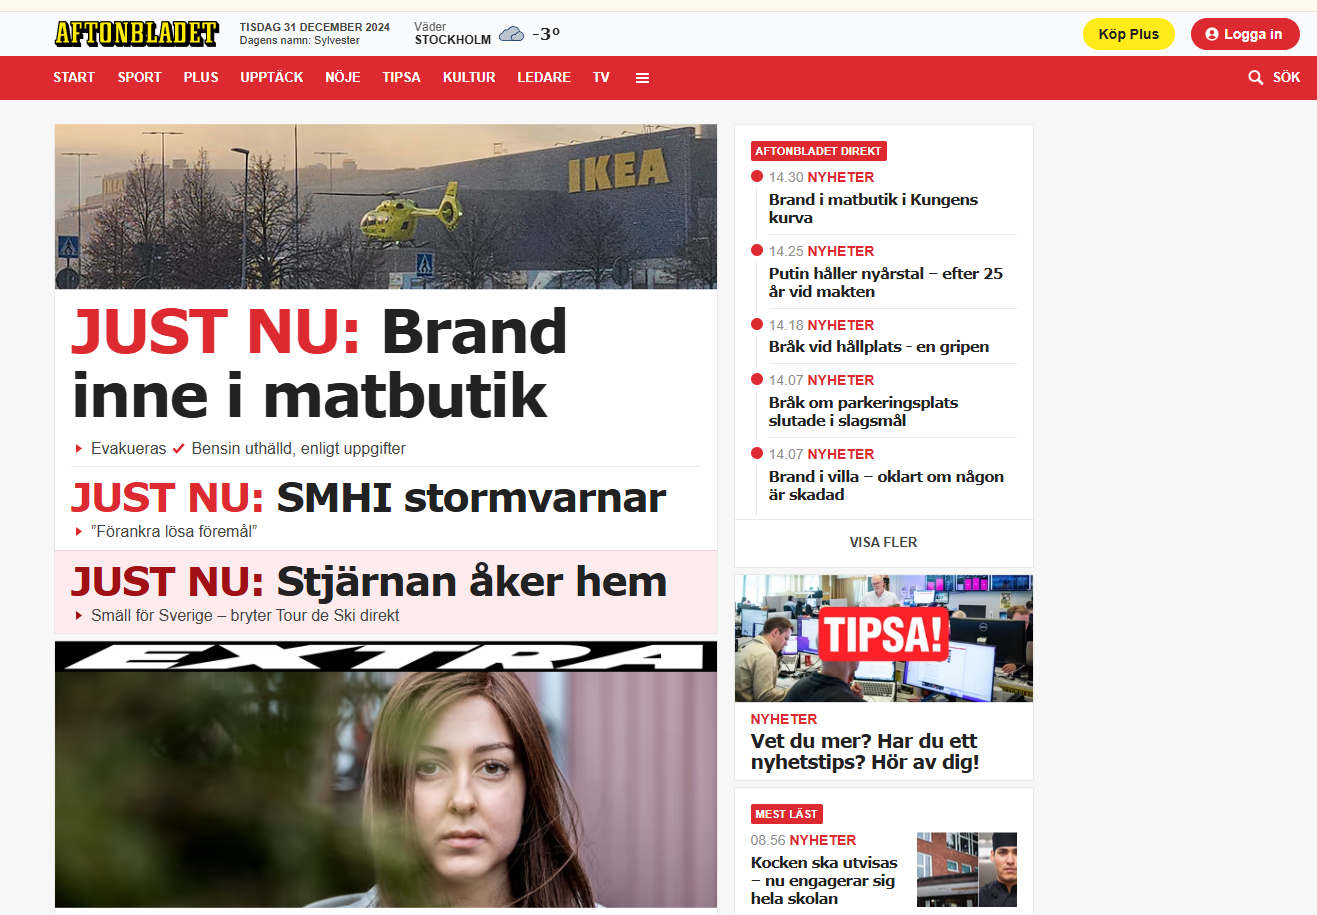 AFTONBLADET
TISDAG 31 DECEMBER 2024
Dagens namn: Sylvester
Väder
STOCKHOLM
-3°
Köp Plus
Logga in
START SPORT PLUS UPPTÄCK NÖJE TIPSA KULTUR LEDARE TV
SÖK
IKEA
IKEA
JUST NU: Brand
inne i matbutik
Evakueras Bensin uthälld, enligt uppgifter
JUST NU: SMHI stormvarnar
”Förankra lösa föremål”
JUST NU: Stjärnan åker hem
Smäll för Sverige – bryter Tour de Ski direkt
EXTRA
AFTONBLADET DIREKT
14.30 NYHETER
Brand i matbutik i Kungens
kurva
14.25 NYHETER
Putin håller nyårstal – efter 25
år vid makten
14.18 NYHETER
Bråk vid hållplats - en gripen
14.07 NYHETER
Bråk om parkeringsplats
slutade i slagsmål
14.07 NYHETER
Brand i villa – oklart om någon
är skadad
VISA FLER
TIPSA!
NYHETER
Vet du mer? Har du ett
nyhetstips? Hör av dig!
MEST LÄST
08.56 NYHETER
Kocken ska utvisas
– nu engagerar sig
hela skolan